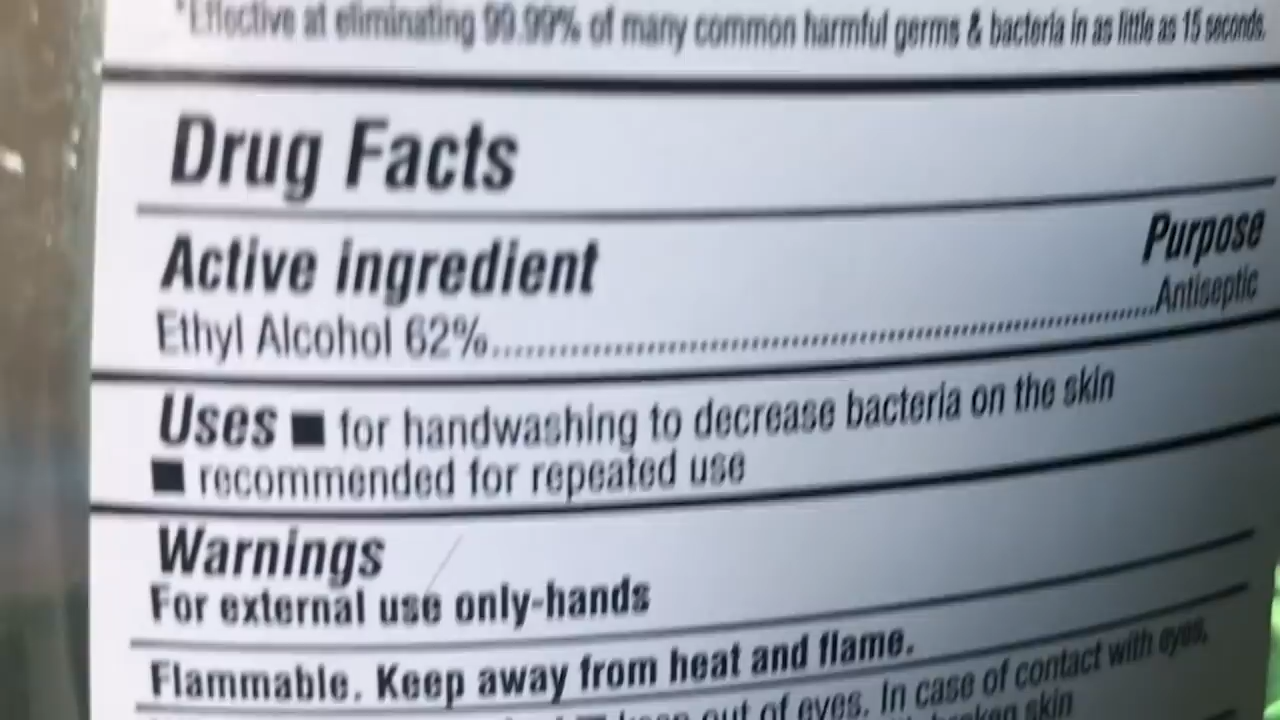 *Effective at eliminating 99.99% of many common harmful germs & bacteria in as little as 15 seconds.
Drug Facts
Active ingredient Purpose
Ethyl Alcohol 62%......................................................................Antiseptic
Uses ■ for handwashing to decrease bacteria on the skin
■ recommended for repeated use
Warnings
For external use only-hands
Flammable. Keep away from heat and flame.
■ keep out of eyes. In case of contact with eyes,
broken skin